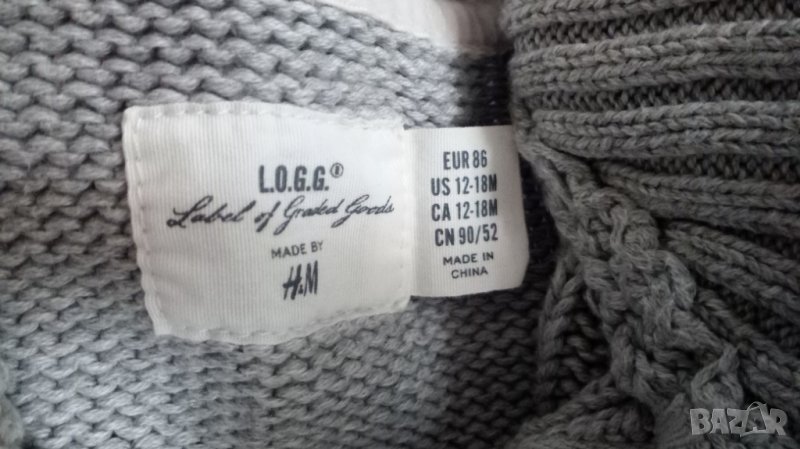 L.O.G.G.®
Label of Graded Goods
MADE BY
H&M
EUR 86
US 12-18M
CA 12-18M
CN 90/52
MADE IN
CHINA
BAZAR